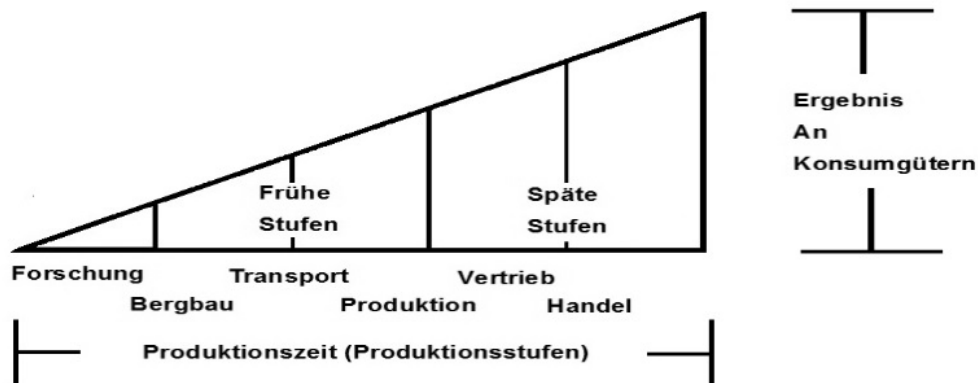 Ergebnis
An
Konsumgütern
Frühe
Stufen
Späte
Stufen
Forschung
Bergbau
Transport
Produktion
Vertrieb
Handel
Produktionszeit (Produktionsstufen)